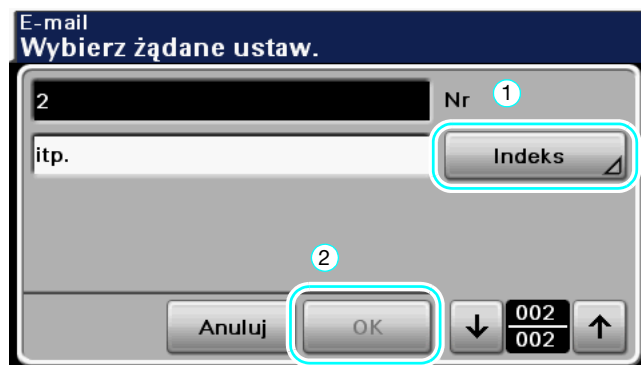 E-mail
Wybierz żądane ustaw.
2 Nr 1
itp. Indeks
2
Anuluj OK 002
002